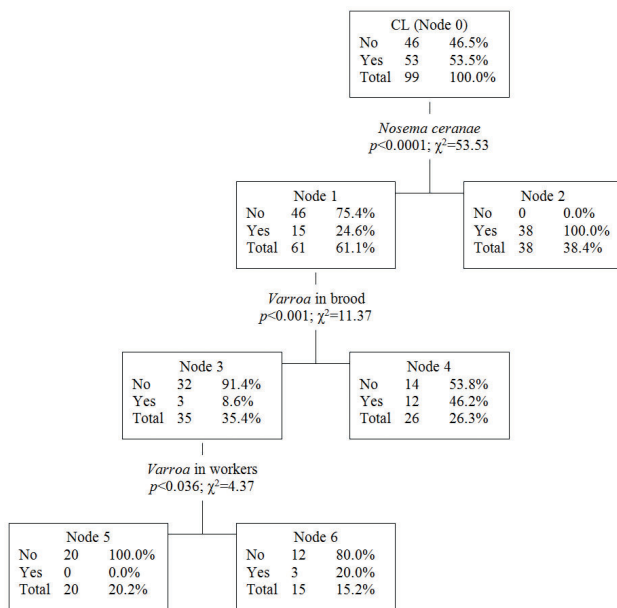 CL (Node 0)
No 46 46.5%
Yes 53 53.5%
Total 99 100.0%
Nosema ceranae
p<0.0001; χ²=53.53
Node 1
No 46 75.4%
Yes 15 24.6%
Total 61 61.1%
Node 2
No 0 0.0%
Yes 38 100.0%
Total 38 38.4%
Varroa in brood
p<0.001; χ²=11.37
Node 3
No 32 91.4%
Yes 3 8.6%
Total 35 35.4%
Node 4
No 14 53.8%
Yes 12 46.2%
Total 26 26.3%
Varroa in workers
p<0.036; χ²=4.37
Node 5
No 20 100.0%
Yes 0 0.0%
Total 20 20.2%
Node 6
No 12 80.0%
Yes 3 20.0%
Total 15 15.2%